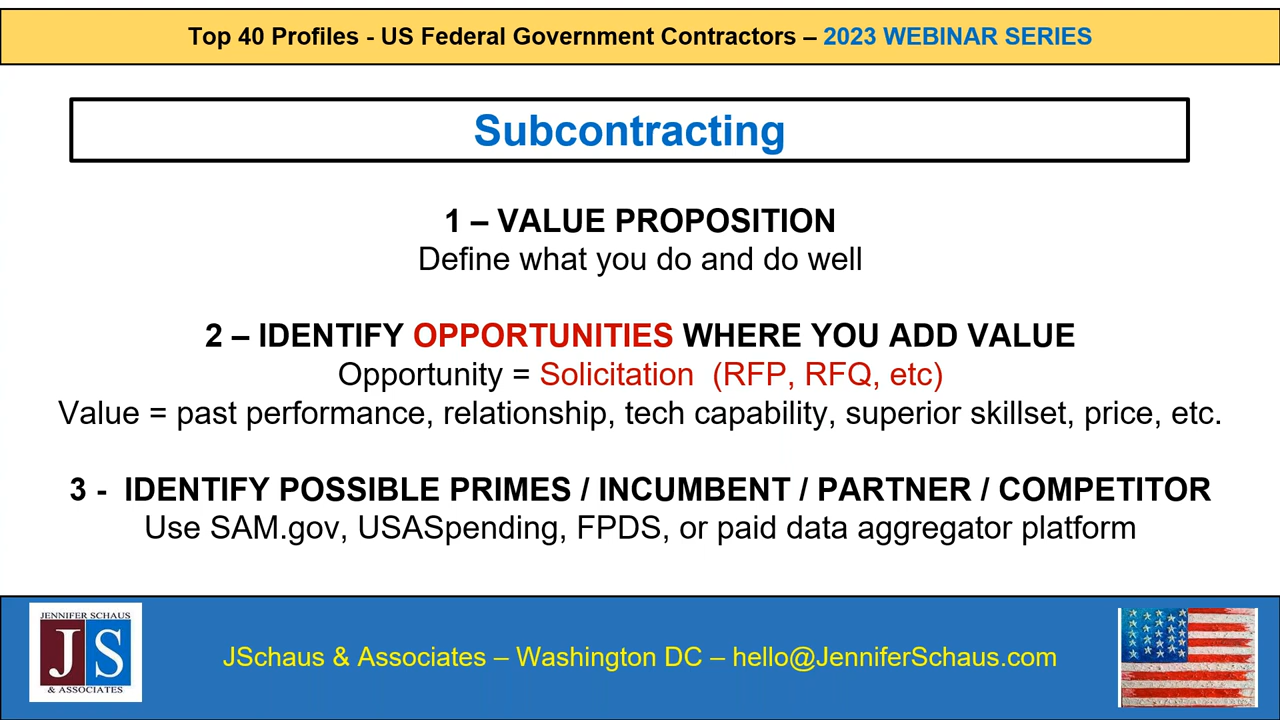 Top 40 Profiles - US Federal Government Contractors – 2023 WEBINAR SERIES
Subcontracting
1 – VALUE PROPOSITION
Define what you do and do well
2 – IDENTIFY OPPORTUNITIES WHERE YOU ADD VALUE
Opportunity = Solicitation (RFP, RFQ, etc)
Value = past performance, relationship, tech capability, superior skillset, price, etc.
3 - IDENTIFY POSSIBLE PRIMES / INCUMBENT / PARTNER / COMPETITOR
Use SAM.gov, USASpending, FPDS, or paid data aggregator platform
JENNIFER SCHAUS
JS
& ASSOCIATES
JSchaus & Associates – Washington DC – hello@JenniferSchaus.com